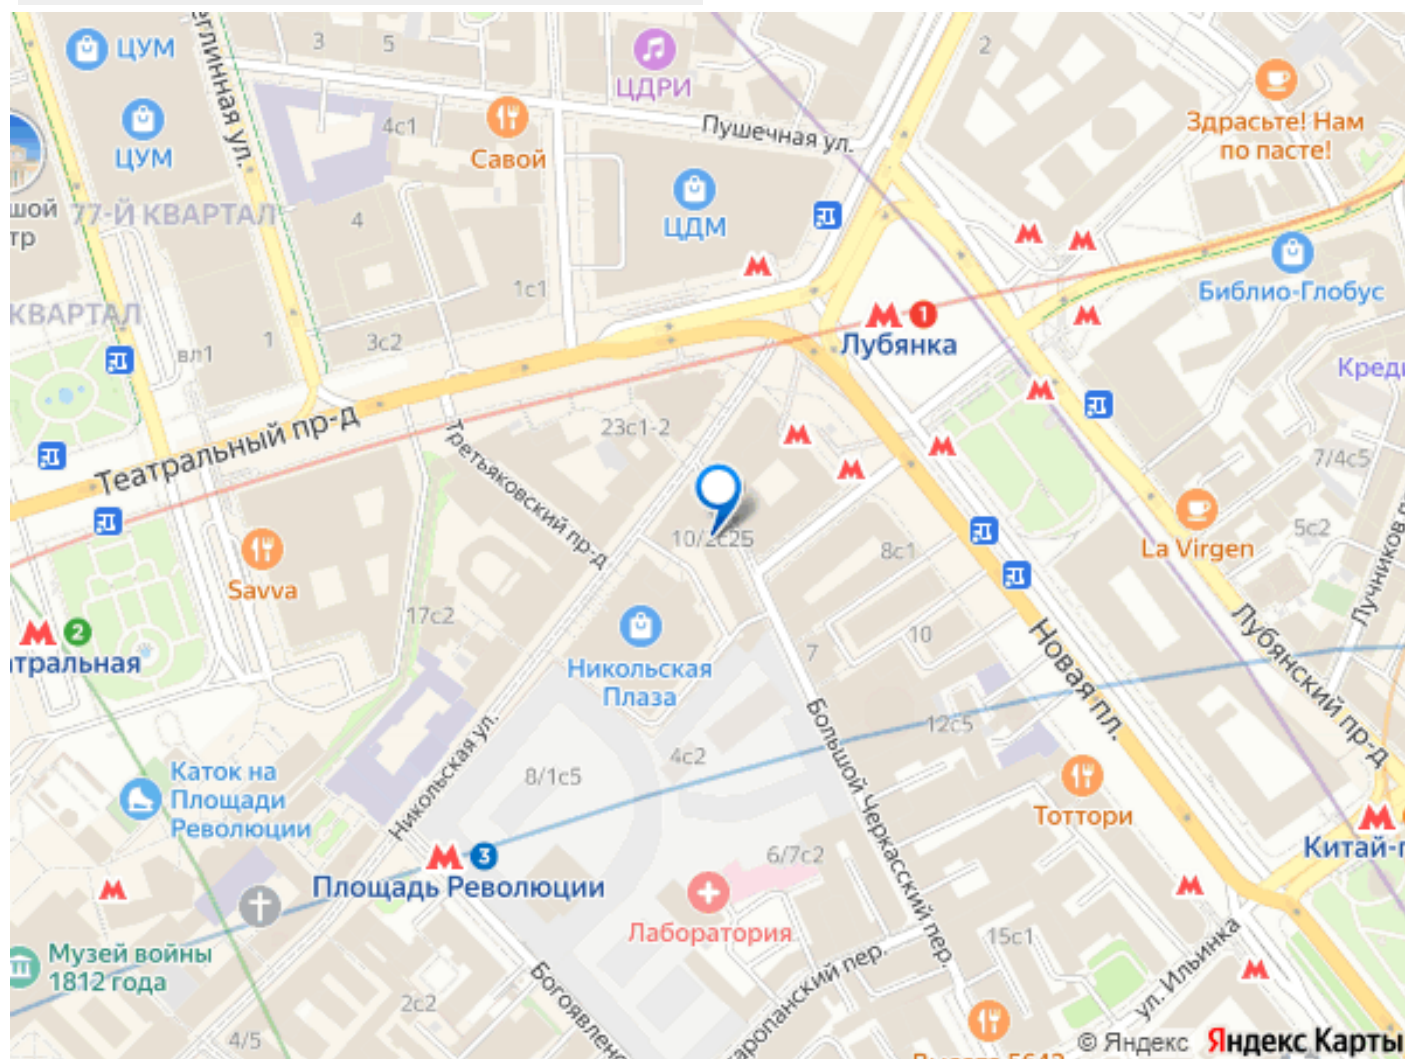 ЦУМ
3
5
ЦДРИ
2
Здрасьте! Нам
по пасте!
ЦУМ
4с1
Савой
Пушечная ул.
77-Й КВАРТАЛ
4
ЦДМ
1с1
Библио-Глобус
КВАРТАЛ
вл1
1
3с2
1
Лубянка
Театральный пр-д
Третьяковский пр-д
23с1-2
7/4с5
10/2с25
8с1
5с2
La Virgen
Savva
17с2
2
10
7
Никольская
Плаза
Новая пл.
Лубянский пр-д
Никольская ул.
Большой Черкасский пер.
12с5
4с2
8/1с5
Каток на
Площади
Революции
Тоттори
3
Площадь Революции
6/7с2
Лаборатория
15с1
ул. Ильинка
Музей войны
1812 года
2с2
4/5
© Яндекс Яндекс Карты